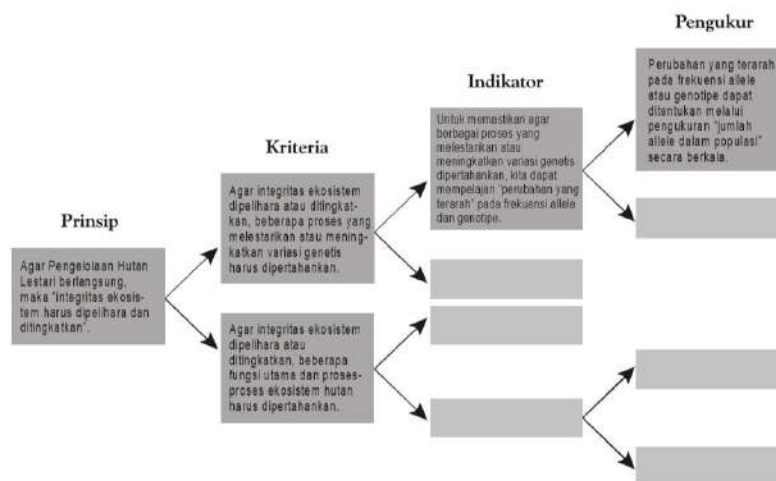 Pengukur
Perubahan yang terarah
pada frekuensi allele
atau genotipe dapat
ditentukan melalui
pengukuran "jumlah
allele dalam populasi"
secara berkala.
Indikator
Untuk memastikan agar
berbagai proses yang
melestarikan atau
meningkatkan variasi genetis
dipertahankan, kita dapat
mempelajari "perubahan yang
terarah" pada frekuensi allele
dan genotipe.
Kriteria
Agar integritas ekosistem
dipelihara atau ditingkat-
kan, beberapa proses yang
melestarikan atau mening-
katkan variasi genetis
harus dipertahankan.
Agar integritas ekosistem
dipelihara atau
ditingkatkan, beberapa
fungsi utama dan proses-
proses ekosistem hutan
harus dipertahankan.
Prinsip
Agar Pengelolaan Hutan
Lestari berlangsung,
maka "integritas ekosis-
tem harus dipelihara dan
ditingkatkan".